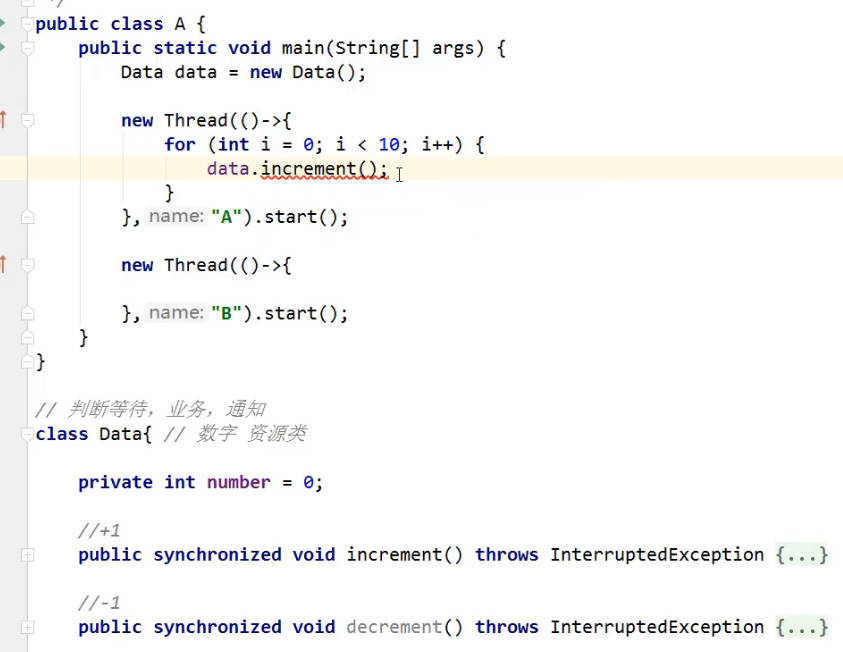 */
public class A {
public static void main(String[] args) {
Data data = new Data();
new Thread(()->{
for (int i = 0; i < 10; i++) {
data.increment();
}
}, name: "A").start();
new Thread(()->{
}, name: "B").start();
}
}
// 判断等待，业务，通知
class Data{ // 数字 资源类
private int number = 0;
//+1
public synchronized void increment() throws InterruptedException {...}
//-1
public synchronized void decrement() throws InterruptedException {...}